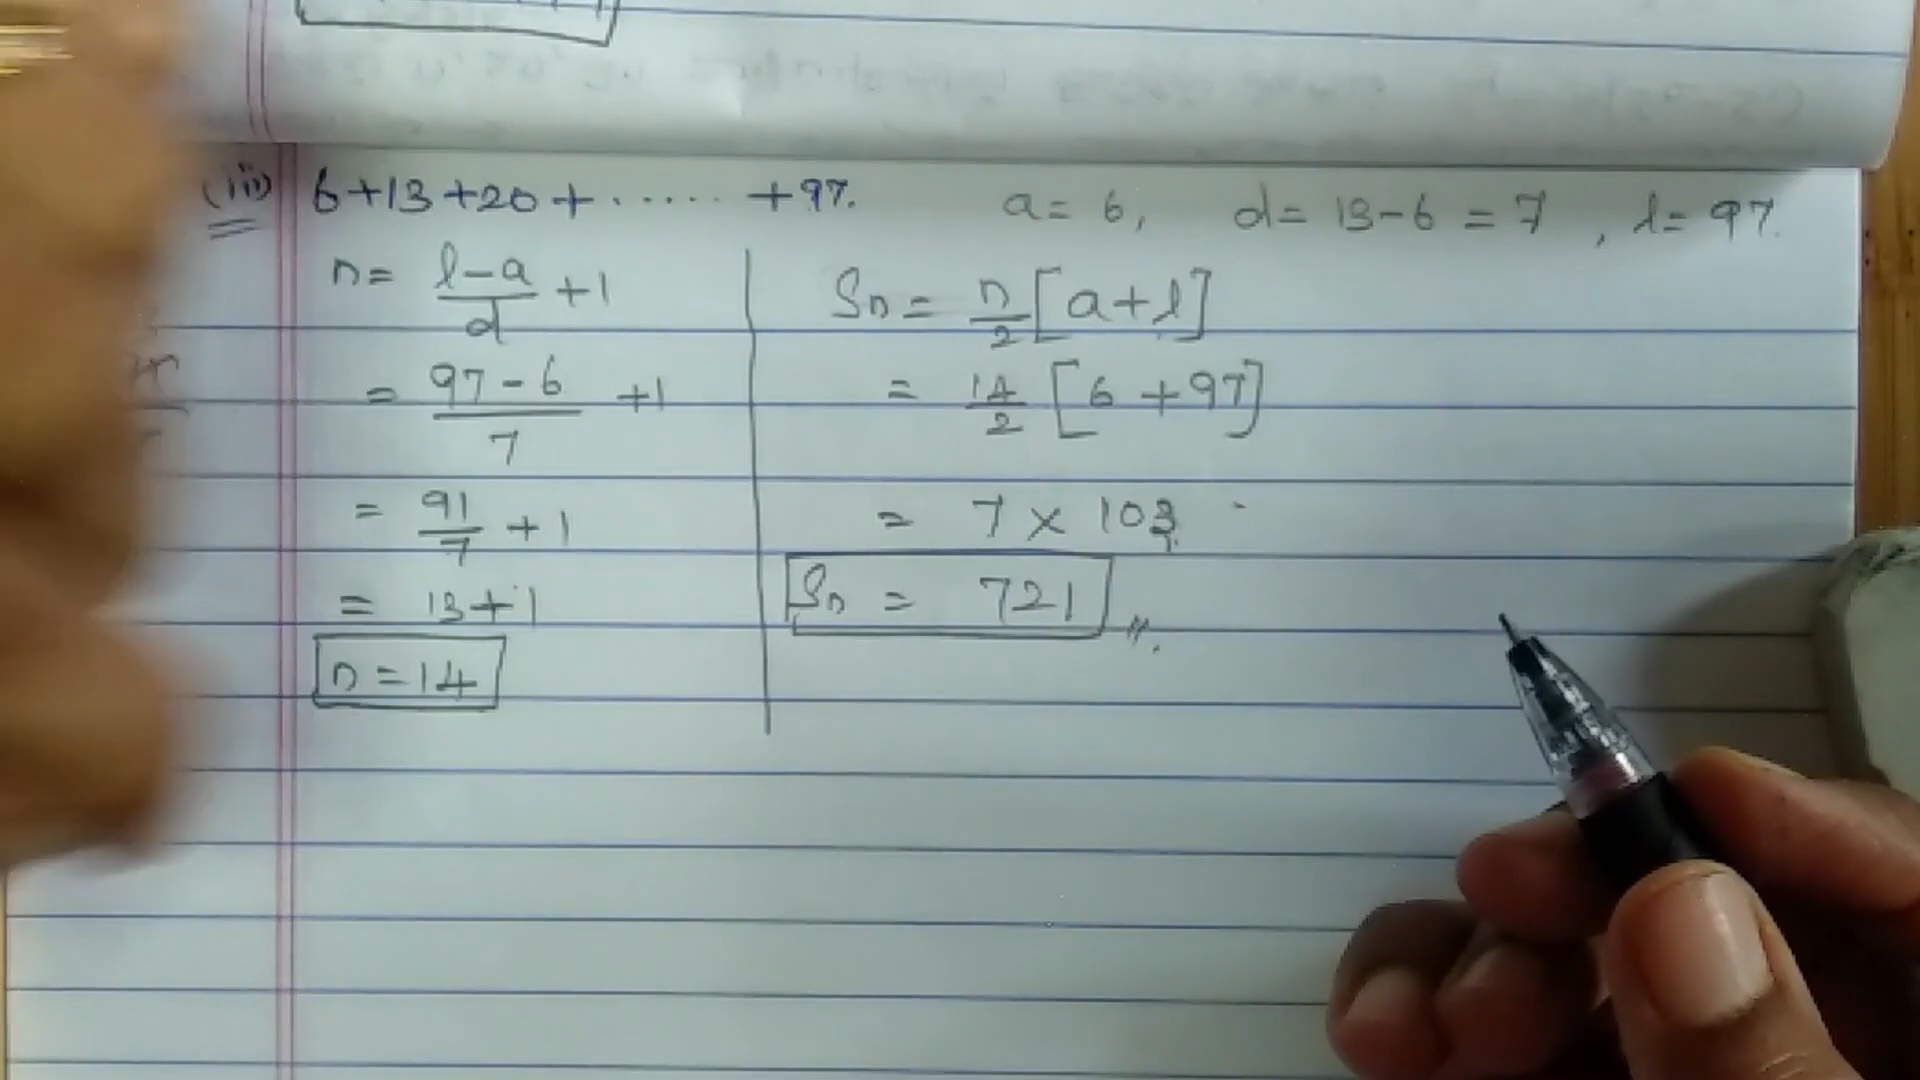 (iii) 6+13+20+ ...... +97. a= 6, d= 13-6 = 7 , l= 97.
n= l-a/d +1
= 97-6/7 +1
= 91/7 +1
= 13+1
n=14
Sn = n/2 [a+l]
= 14/2 [6+97]
= 7 × 103
Sn = 721